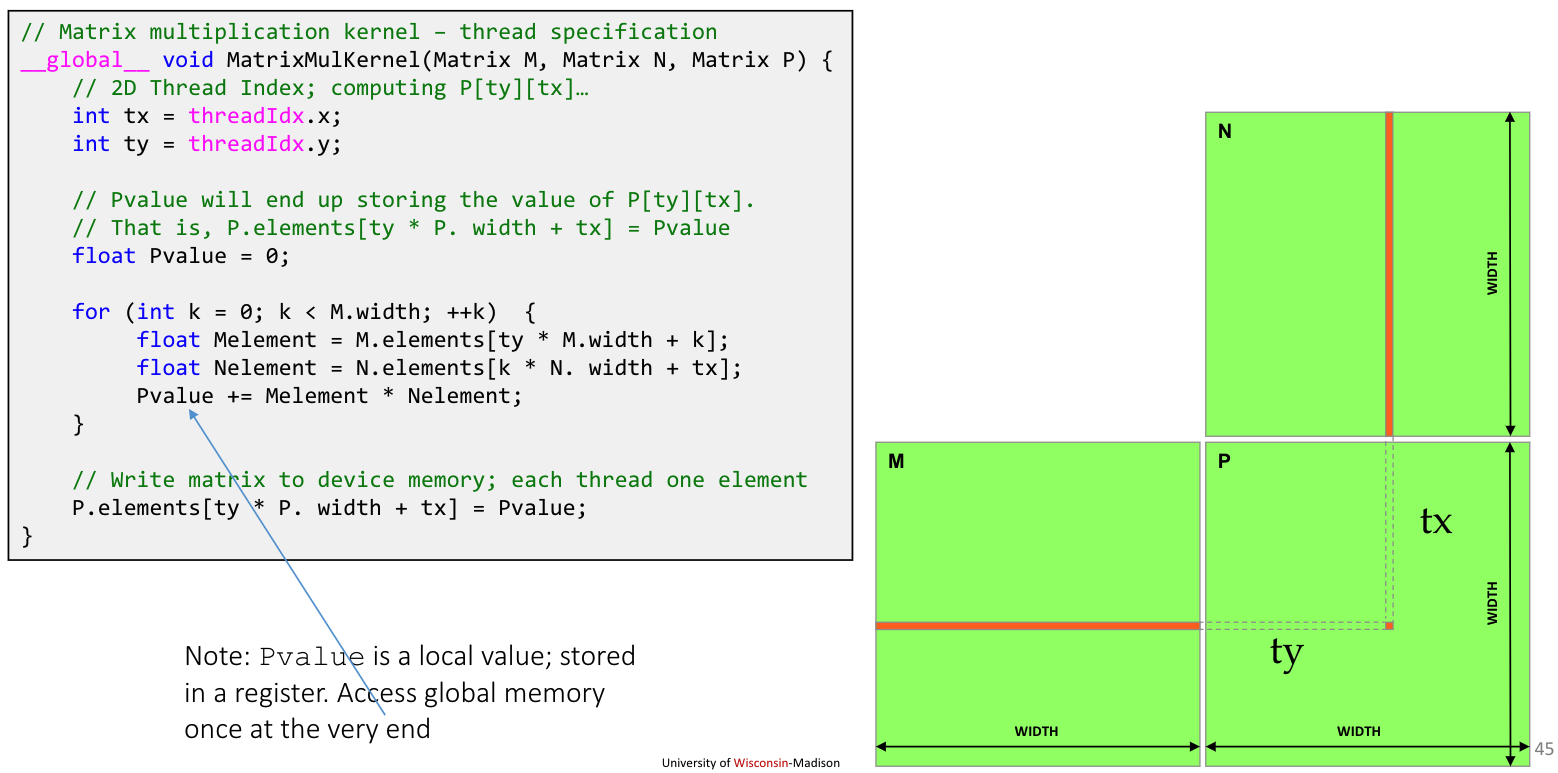 // Matrix multiplication kernel – thread specification
__global__ void MatrixMulKernel(Matrix M, Matrix N, Matrix P) {
// 2D Thread Index; computing P[ty][tx]…
int tx = threadIdx.x;
int ty = threadIdx.y;
// Pvalue will end up storing the value of P[ty][tx].
// That is, P.elements[ty * P. width + tx] = Pvalue
float Pvalue = 0;
for (int k = 0; k < M.width; ++k)  {
float Melement = M.elements[ty * M.width + k];
float Nelement = N.elements[k * N. width + tx];
Pvalue += Melement * Nelement;
}
// Write matrix to device memory; each thread one element
P.elements[ty * P. width + tx] = Pvalue;
}
Note: Pvalue is a local value; stored
in a register. Access global memory
once at the very end
N
WIDTH
M
WIDTH
P
tx
WIDTH
ty
WIDTH
University of Wisconsin-Madison
45